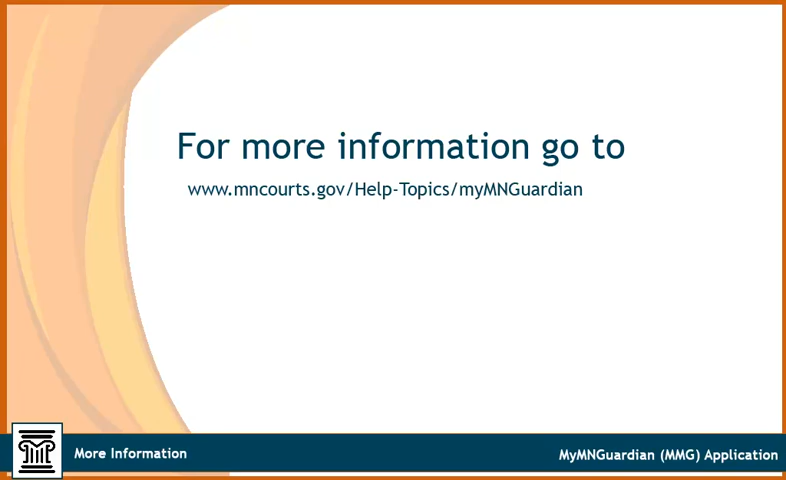 For more information go to
www.mncourts.gov/Help-Topics/myMNGuardian
More Information
MyMNGuardian (MMG) Application